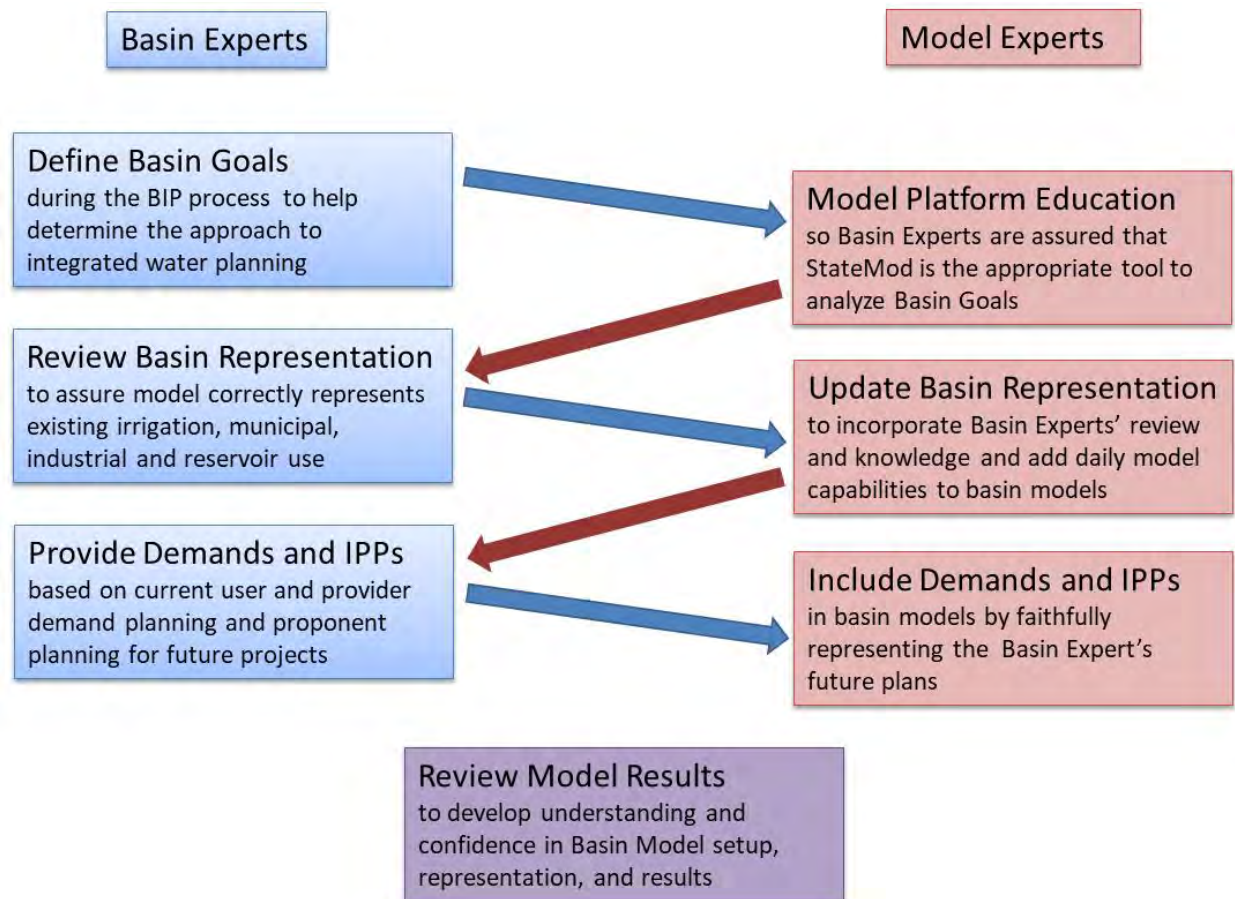 Basin Experts
Model Experts
Define Basin Goals
during the BIP process to help
determine the approach to
integrated water planning
Model Platform Education
so Basin Experts are assured that
StateMod is the appropriate tool to
analyze Basin Goals
Review Basin Representation
to assure model correctly represents
existing irrigation, municipal,
industrial and reservoir use
Update Basin Representation
to incorporate Basin Experts’ review
and knowledge and add daily model
capabilities to basin models
Provide Demands and IPPs
based on current user and provider
demand planning and proponent
planning for future projects
Include Demands and IPPs
in basin models by faithfully
representing the Basin Expert’s
future plans
Review Model Results
to develop understanding and
confidence in Basin Model setup,
representation, and results